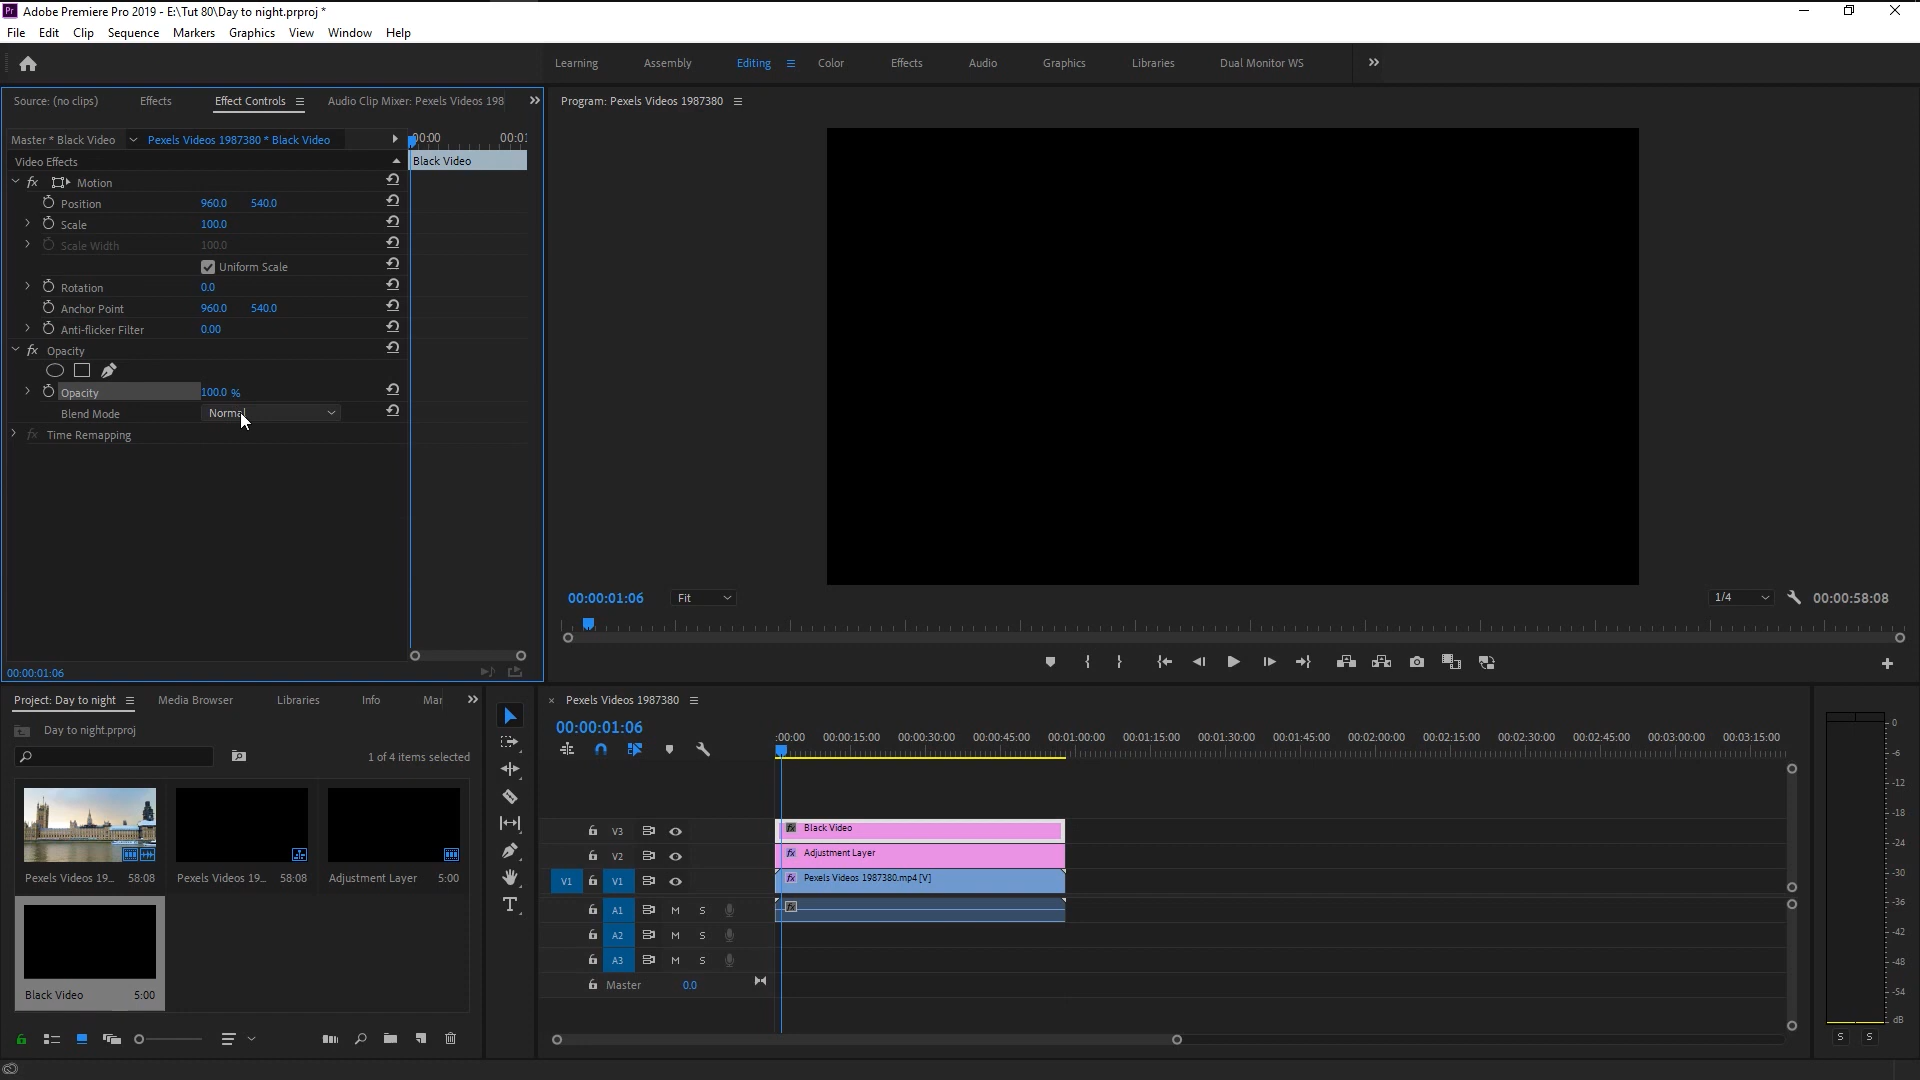 Adobe Premiere Pro 2019 - E:\Tut 80\Day to night.prproj *
File Edit Clip Sequence Markers Graphics View Window Help
Learning Assembly Editing Color Effects Audio Graphics Libraries Dual Monitor WS
Source: (no clips) Effects Effect Controls Audio Clip Mixer: Pexels Videos 198
Program: Pexels Videos 1987380
Master * Black Video Pexels Videos 1987380 * Black Video 00:00 00:01
Video Effects Black Video
fx Motion
Position 960.0 540.0
Scale 100.0
Scale Width 100.0
Uniform Scale
Rotation 0.0
Anchor Point 960.0 540.0
Anti-flicker Filter 0.00
fx Opacity
Opacity 100.0 %
Blend Mode Normal
fx Time Remapping
00:00:01:06 Fit 1/4 00:00:58:08
00:00:01:06
Project: Day to night Media Browser Libraries Info Mar
Day to night.prproj
1 of 4 items selected
Pexels Videos 19... 58:08 Pexels Videos 19... 58:08 Adjustment Layer 5:00
Black Video 5:00
Pexels Videos 1987380
00:00:01:06
:00:00 00:00:15:00 00:00:30:00 00:00:45:00 00:01:00:00 00:01:15:00 00:01:30:00 00:01:45:00 00:02:00:00 00:02:15:00 00:02:30:00 00:02:45:00 00:03:00:00 00:03:15:00
V3 fx Black Video
V2 fx Adjustment Layer
V1 V1 fx Pexels Videos 1987380.mp4 [V]
A1 M S fx
A2 M S
A3 M S
Master 0.0
0
-6
-12
-18
-24
-30
-36
-42
-48
-54
dB
S S